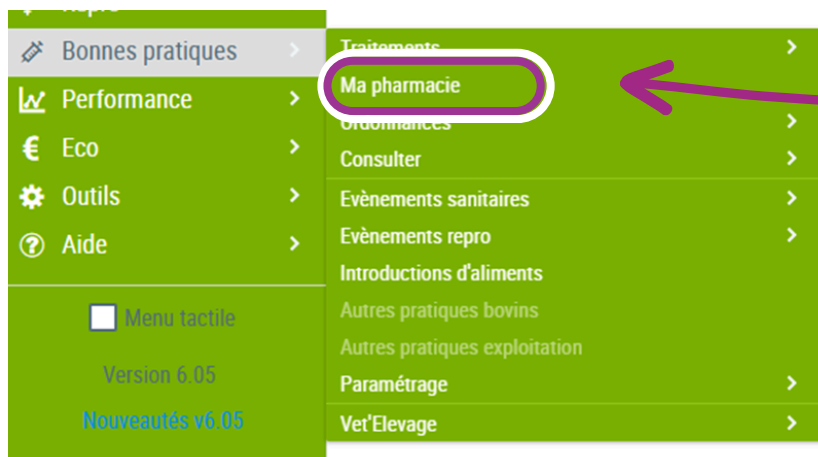 Repro
Bonnes pratiques
Performance
€ Eco
Outils
Aide
Menu tactile
Version 6.05
Nouveautés v6.05
Traitements
Ma pharmacie
Ordonnances
Consulter
Evènements sanitaires
Evènements repro
Introductions d'aliments
Autres pratiques bovins
Autres pratiques exploitation
Paramétrage
Vet'Elevage